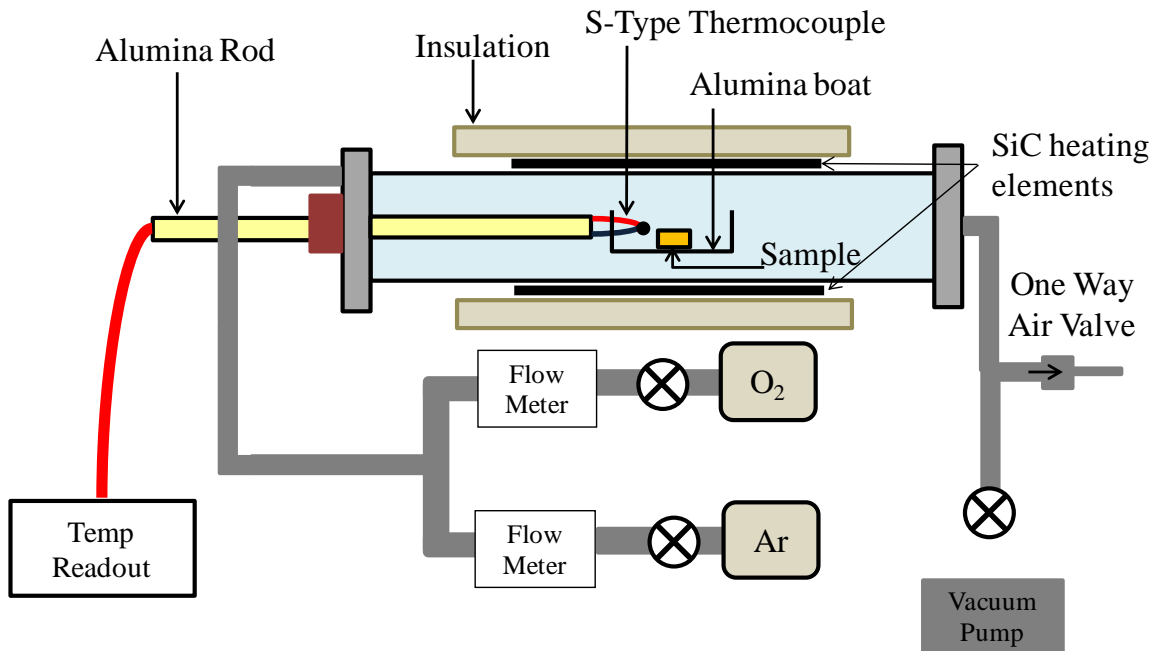 S-Type Thermocouple
Alumina Rod
Insulation
Alumina boat
SiC heating
elements
Sample
One Way
Air Valve
Flow
Meter
O₂
Temp
Readout
Flow
Meter
Ar
Vacuum
Pump